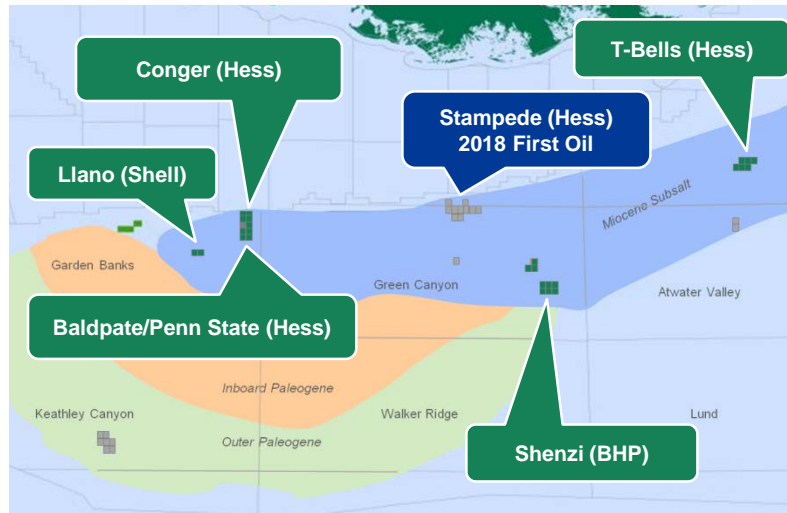 T-Bells (Hess)
Conger (Hess)
Stampede (Hess)
2018 First Oil
Llano (Shell)
Miocene Subsalt
Garden Banks
Green Canyon
Atwater Valley
Baldpate/Penn State (Hess)
Inboard Paleogene
Keathley Canyon
Walker Ridge
Lund
Outer Paleogene
Shenzi (BHP)